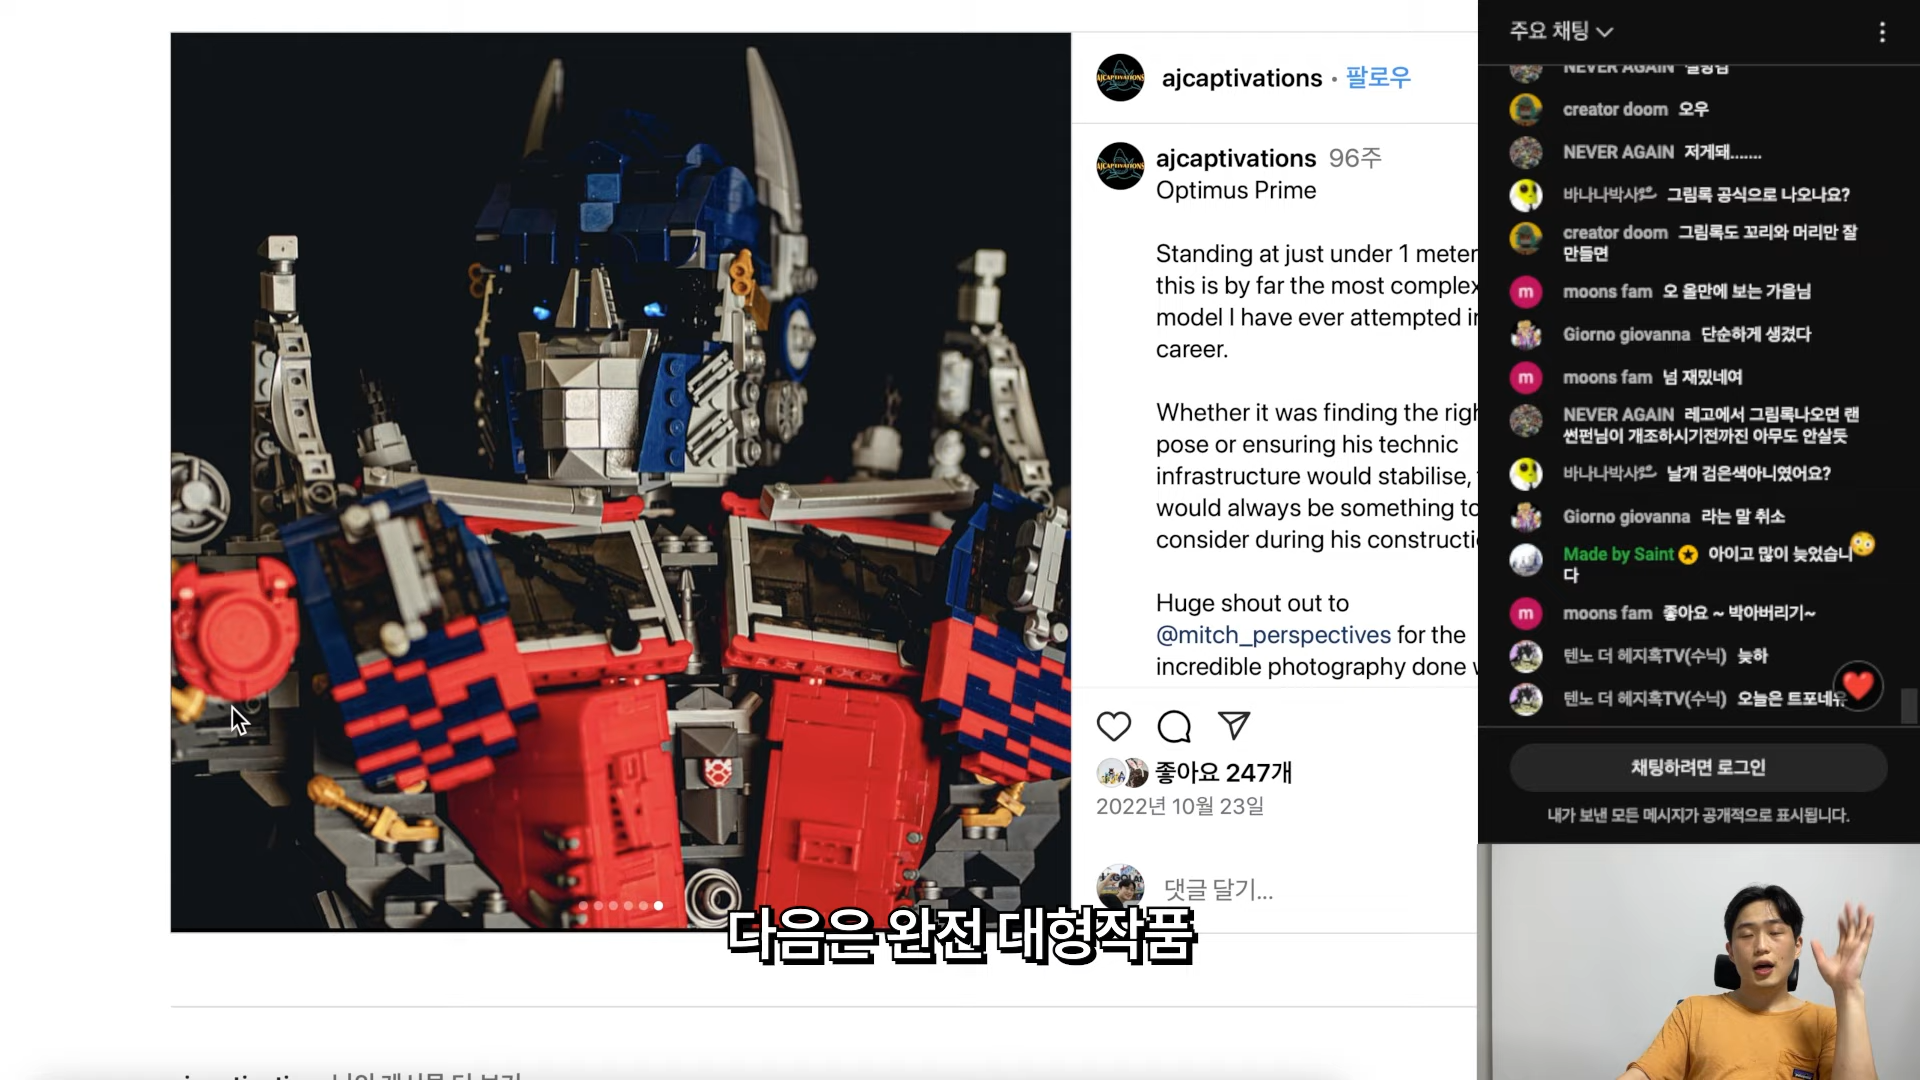 ajcaptivations • 팔로우
ajcaptivations 96주
Optimus Prime
Standing at just under 1 meter
this is by far the most complex
model I have ever attempted in
career.
Whether it was finding the righ
pose or ensuring his technic
infrastructure would stabilise,
would always be something to
consider during his constructi
Huge shout out to
@mitch_perspectives for the
incredible photography done w
좋아요 247개
2022년 10월 23일
댓글 달기...
다음은 완전 대형작품
주요 채팅
NEVER AGAIN
creator doom 오우
NEVER AGAIN 저게돼.......
바나나박사 그림록 공식으로 나오나요?
creator doom 그림록도 꼬리와 머리만 잘
만들면
moons fam 오 올만에 보는 가을님
Giorno giovanna 단순하게 생겼다
moons fam 넘 재밌네여
NEVER AGAIN 레고에서 그림록나오면 랜
썬펀님이 개조하시기전까진 아무도 안살듯
바나나박사 날개 검은색아니였어요?
Giorno giovanna 라는 말 취소
Made by Saint 아이고 많이 늦었습니
다
moons fam 좋아요 ~ 박아버리기~
텐노 더 헤지혹TV(수닉) 늦하
텐노 더 헤지혹TV(수닉) 오늘은 트포네유
채팅하려면 로그인
내가 보낸 모든 메시지가 공개적으로 표시됩니다.